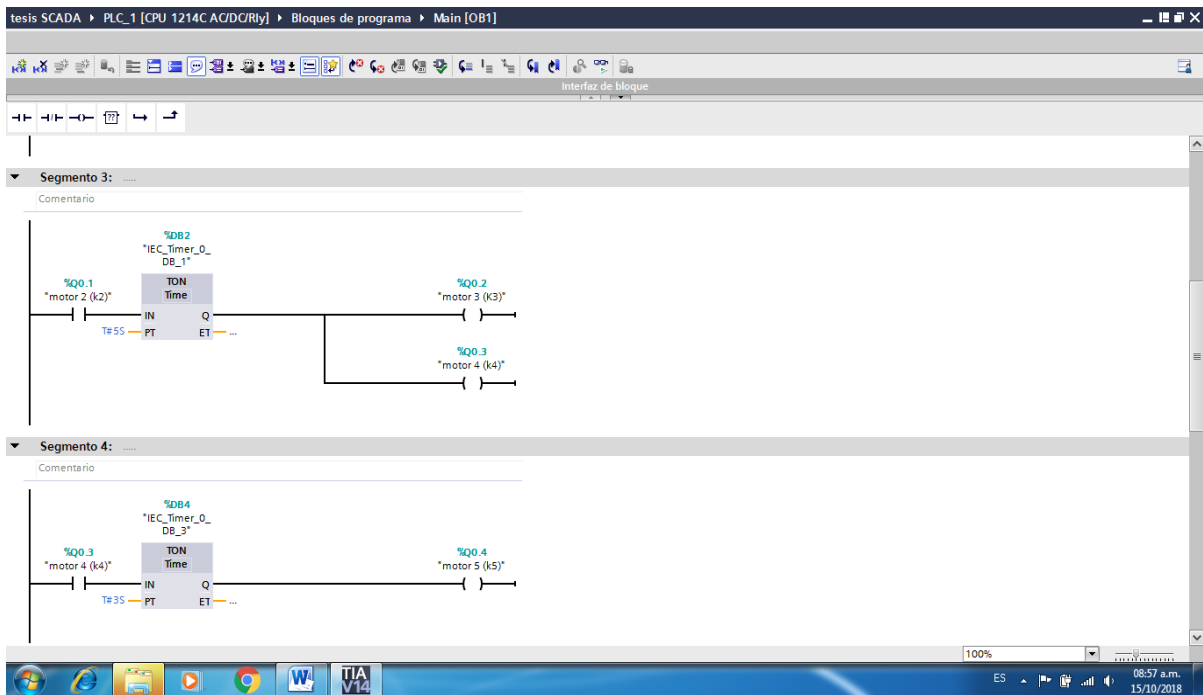 tesis SCADA ▸ PLC_1 [CPU 1214C AC/DC/Rly] ▸ Bloques de programa ▸ Main [OB1]
Interfaz de bloque
??
Segmento 3: .....
Comentario
%DB2
"IEC_Timer_0_
DB_1"
%Q0.1
"motor 2 (k2)"
TON
Time
%Q0.2
"motor 3 (K3)"
IN Q
T#5S PT ET ...
%Q0.3
"motor 4 (k4)"
Segmento 4: .....
Comentario
%DB4
"IEC_Timer_0_
DB_3"
%Q0.3
"motor 4 (k4)"
TON
Time
%Q0.4
"motor 5 (k5)"
IN Q
T#3S PT ET ...
100%
W
TIA
V14
ES
08:57 a.m.
15/10/2018